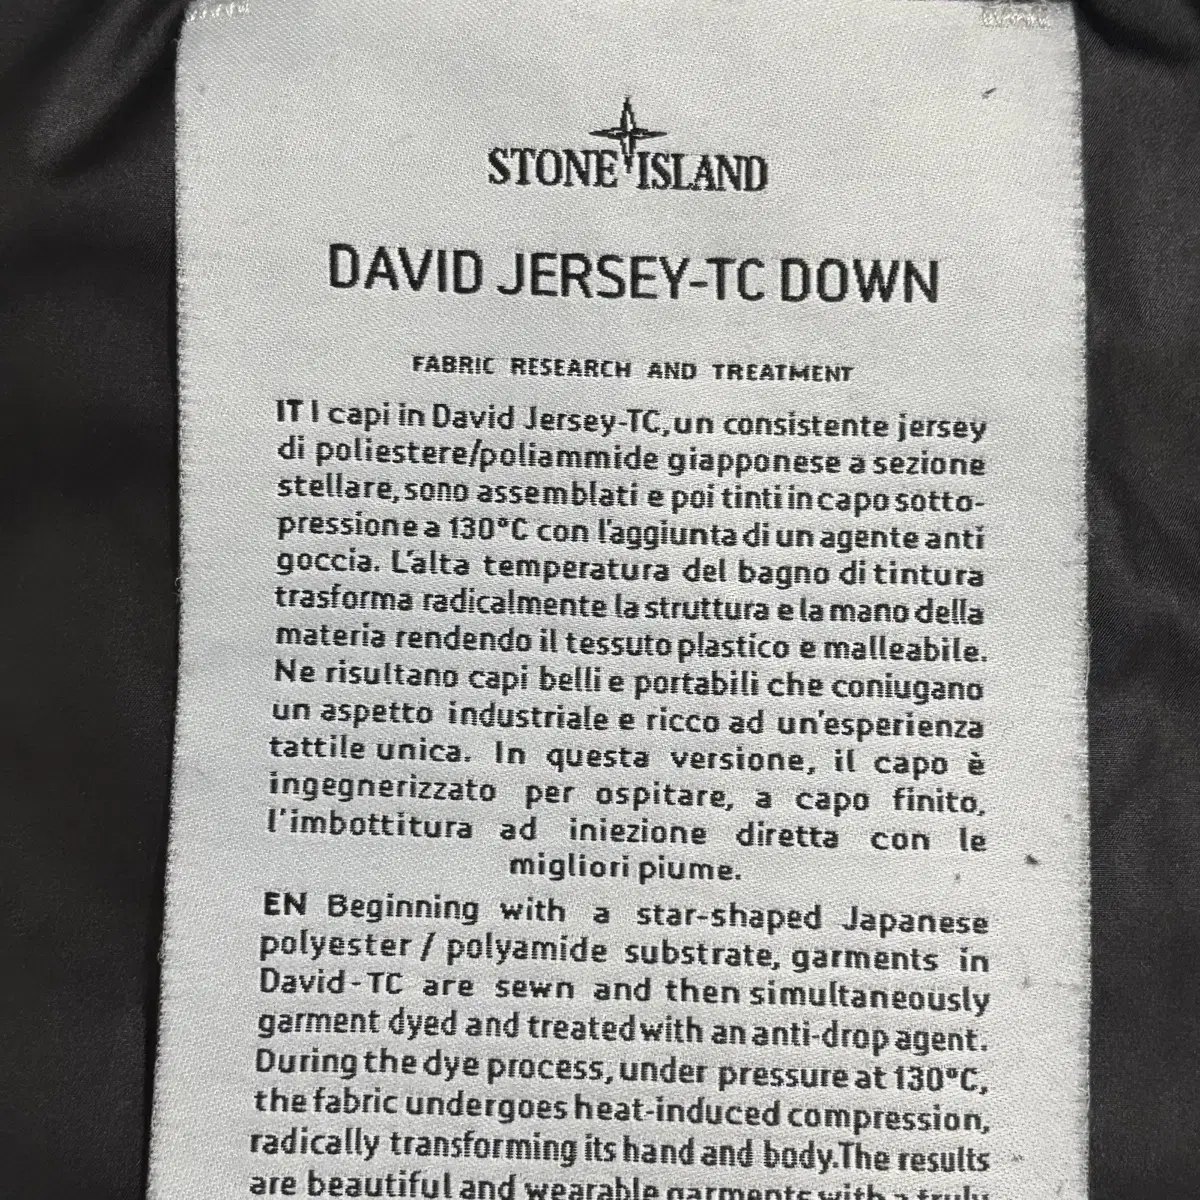 STONE ISLAND
DAVID JERSEY-TC DOWN
FABRIC RESEARCH AND TREATMENT
IT I capi in David Jersey-TC, un consistente jersey
di poliestere/poliammide giapponese a sezione
stellare, sono assemblati e poi tinti in capo sotto-
pressione a 130°C con l'aggiunta di un agente anti
goccia. L'alta temperatura del bagno di tintura
trasforma radicalmente la struttura e la mano della
materia rendendo il tessuto plastico e malleabile.
Ne risultano capi belli e portabili che coniugano
un aspetto industriale e ricco ad un'esperienza
tattile unica. In questa versione, il capo è
ingegnerizzato per ospitare, a capo finito,
l'imbottitura ad iniezione diretta con le
migliori piume.
EN Beginning with a star-shaped Japanese
polyester / polyamide substrate, garments in
David-TC are sewn and then simultaneously
garment dyed and treated with an anti-drop agent.
During the dye process, under pressure at 130°C,
the fabric undergoes heat-induced compression,
radically transforming its hand and body.The results
are beautiful and wearable garments with a truly